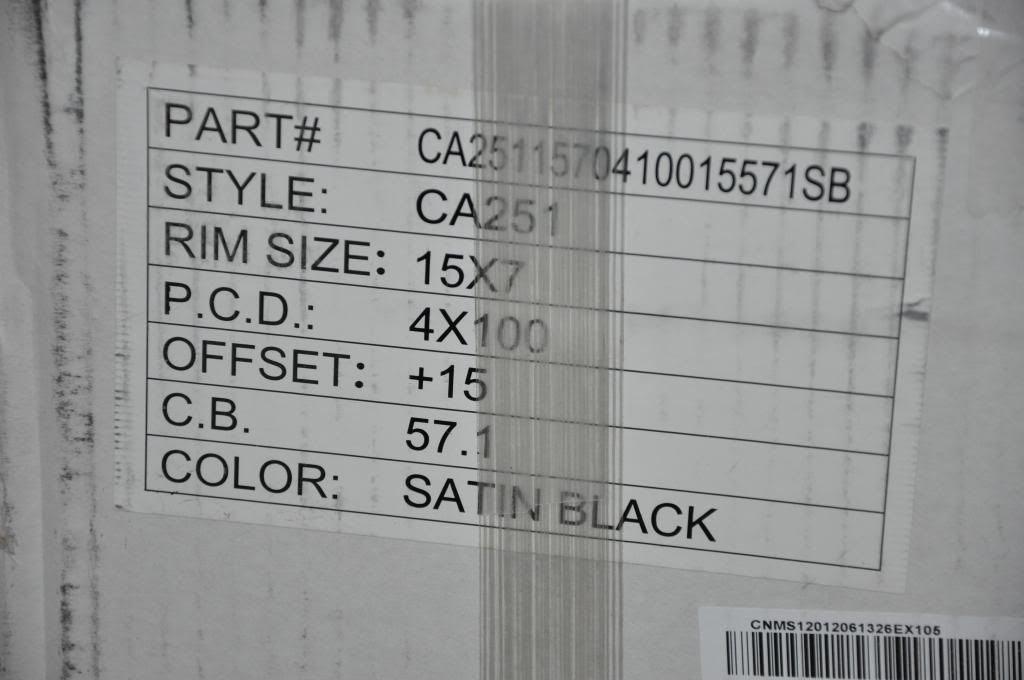 PART# CA2511570410015571SB
STYLE: CA251
RIM SIZE: 15X7
P.C.D.: 4X100
OFFSET: +15
C.B. 57.1
COLOR: SATIN BLACK
CNMS12012061326EX105